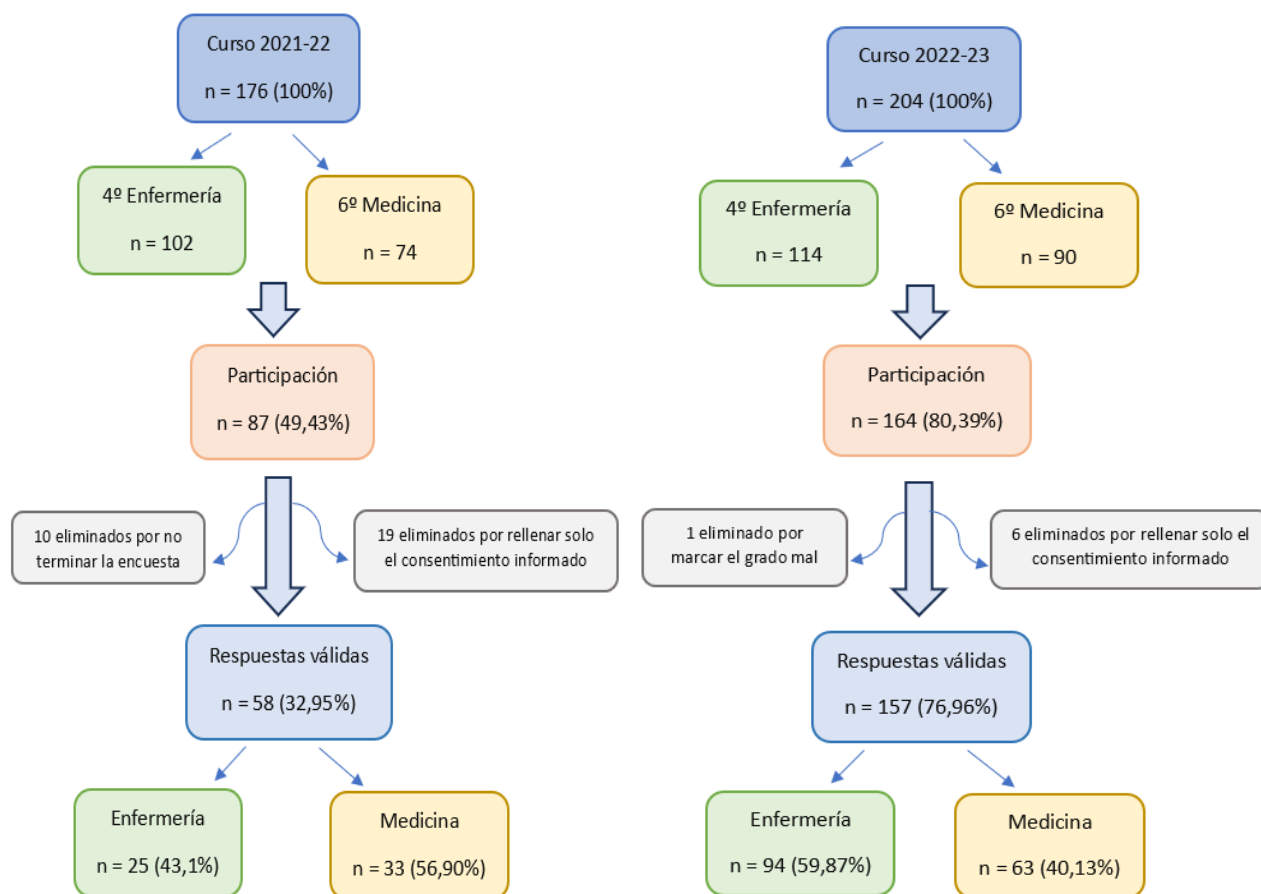 Curso 2021-22
n = 176 (100%)
4º Enfermería
n = 102
6º Medicina
n = 74
Participación
n = 87 (49,43%)
10 eliminados por no
terminar la encuesta
19 eliminados por rellenar solo
el consentimiento informado
Respuestas válidas
n = 58 (32,95%)
Enfermería
n = 25 (43,1%)
Medicina
n = 33 (56,90%)
Curso 2022-23
n = 204 (100%)
4º Enfermería
n = 114
6º Medicina
n = 90
Participación
n = 164 (80,39%)
1 eliminado por
marcar el grado mal
6 eliminados por rellenar solo el
consentimiento informado
Respuestas válidas
n = 157 (76,96%)
Enfermería
n = 94 (59,87%)
Medicina
n = 63 (40,13%)